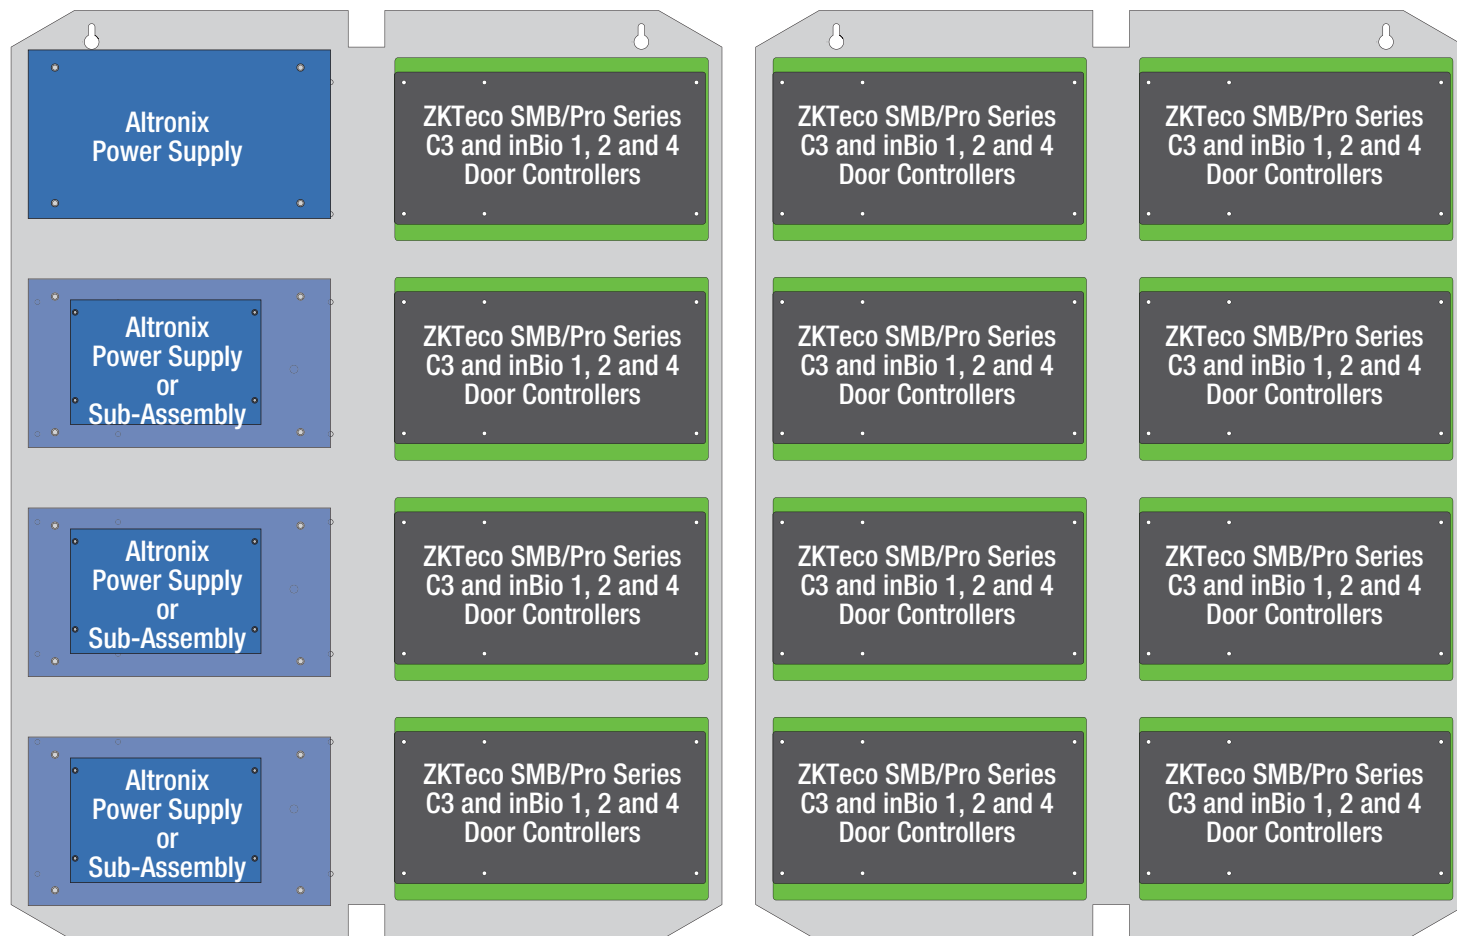 Altronix
Power Supply
ZKTeco SMB/Pro Series
C3 and inBio 1, 2 and 4
Door Controllers
ZKTeco SMB/Pro Series
C3 and inBio 1, 2 and 4
Door Controllers
ZKTeco SMB/Pro Series
C3 and inBio 1, 2 and 4
Door Controllers
Altronix
Power Supply
or
Sub-Assembly
ZKTeco SMB/Pro Series
C3 and inBio 1, 2 and 4
Door Controllers
ZKTeco SMB/Pro Series
C3 and inBio 1, 2 and 4
Door Controllers
ZKTeco SMB/Pro Series
C3 and inBio 1, 2 and 4
Door Controllers
Altronix
Power Supply
or
Sub-Assembly
ZKTeco SMB/Pro Series
C3 and inBio 1, 2 and 4
Door Controllers
ZKTeco SMB/Pro Series
C3 and inBio 1, 2 and 4
Door Controllers
ZKTeco SMB/Pro Series
C3 and inBio 1, 2 and 4
Door Controllers
Altronix
Power Supply
or
Sub-Assembly
ZKTeco SMB/Pro Series
C3 and inBio 1, 2 and 4
Door Controllers
ZKTeco SMB/Pro Series
C3 and inBio 1, 2 and 4
Door Controllers
ZKTeco SMB/Pro Series
C3 and inBio 1, 2 and 4
Door Controllers